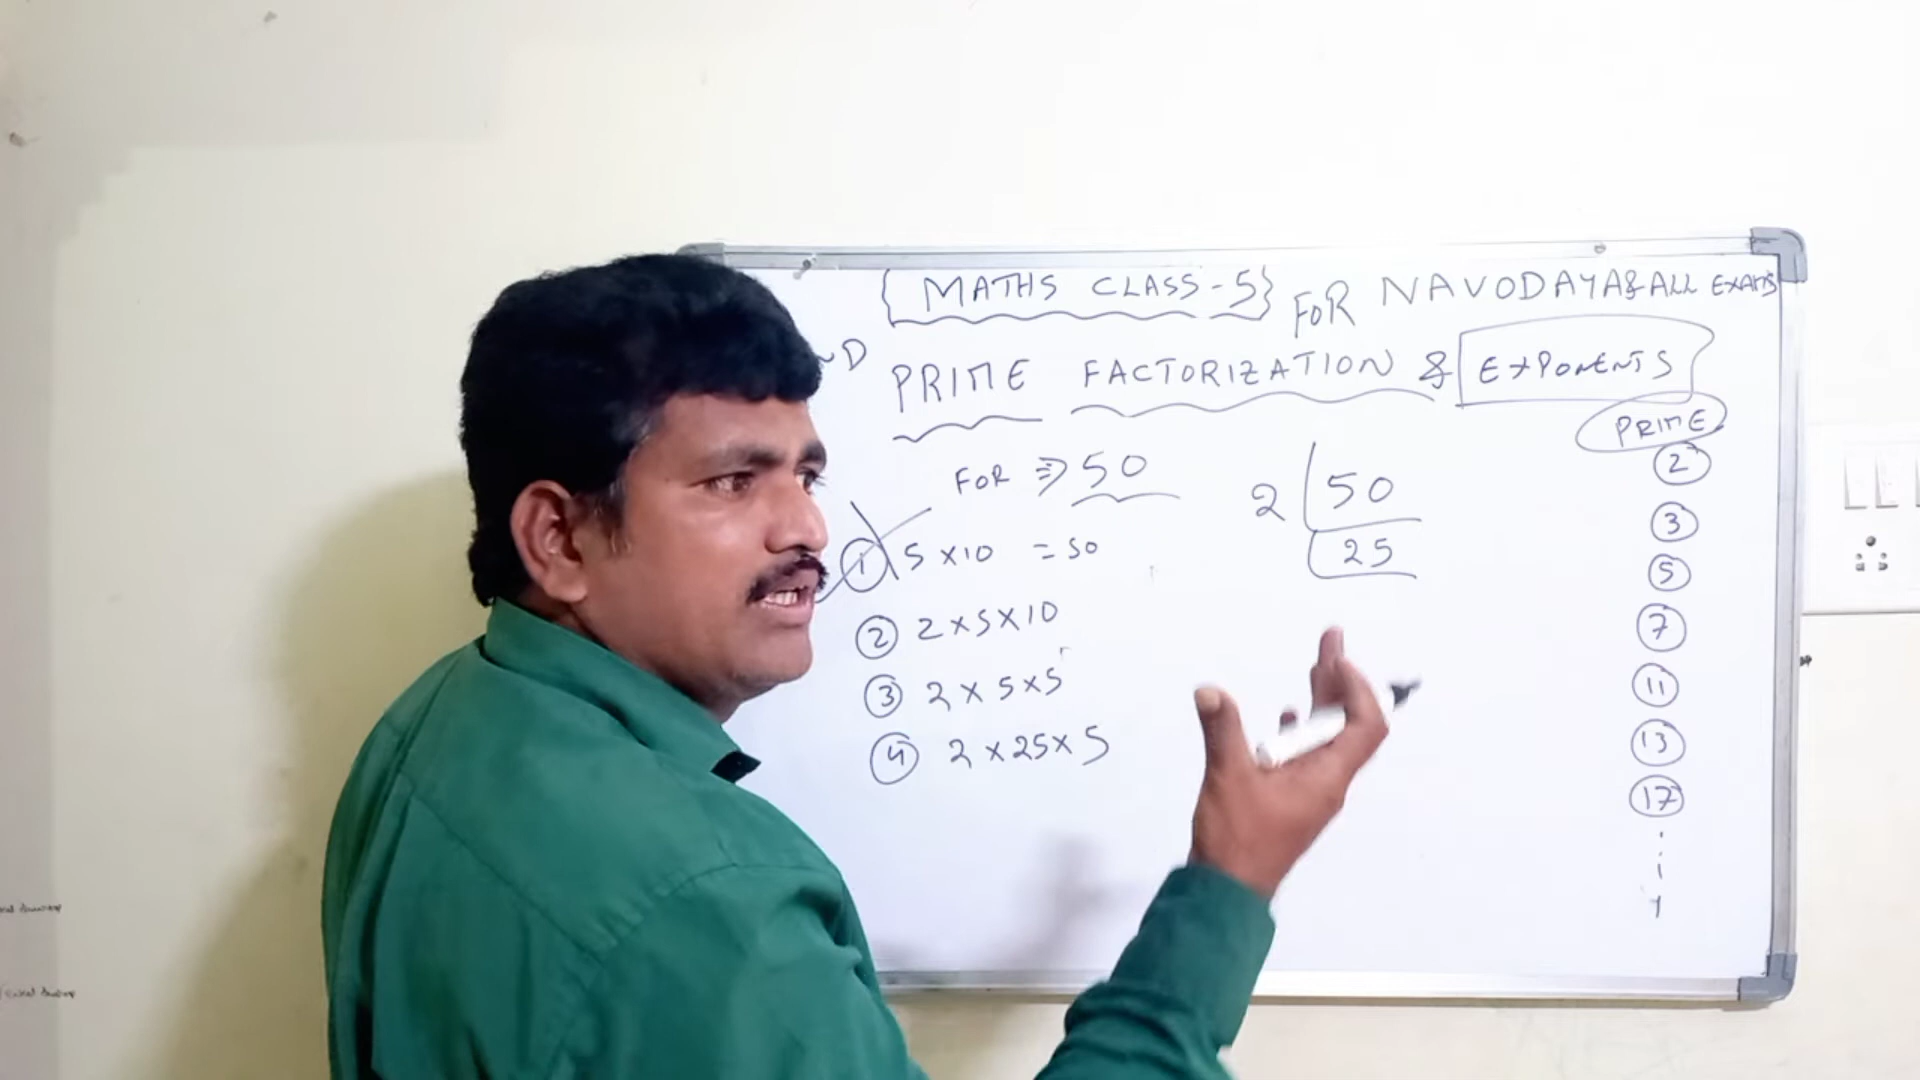 {MATHS CLASS-5} FOR NAVODAYA & ALL EXAMS
PRIME FACTORIZATION & EXPONENTS
FOR ⇒ 50
① 5 × 10 = 50
② 2 × 5 × 10
③ 2 × 5 × 5
④ 2 × 25 × 5
2 | 50
25
PRIME
2
3
5
7
11
13
17